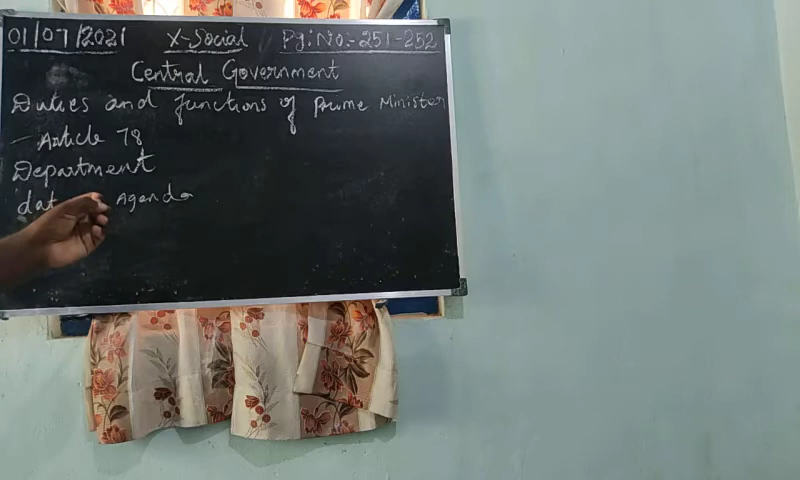 01/07/2021 X-Social Pg:No:-251-252
Central Government
Duties and functions of Prime Minister
- Article 78
Department
Agenda